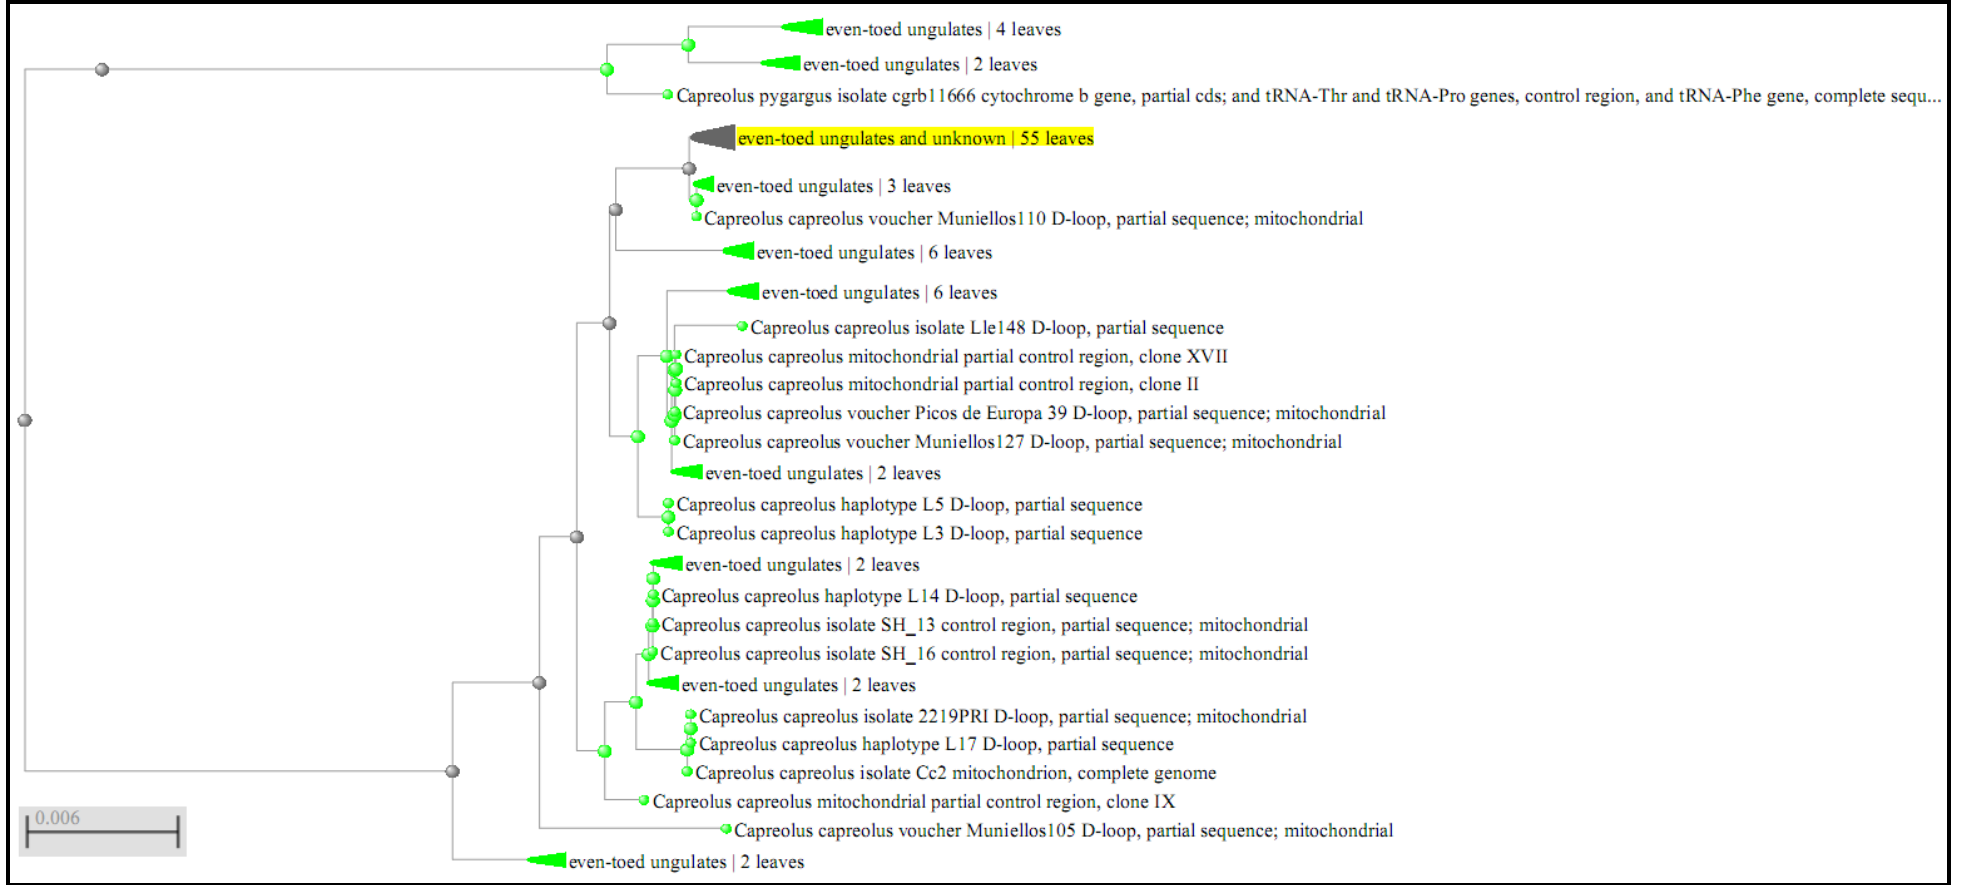 even-toed ungulates | 4 leaves
even-toed ungulates | 2 leaves
Capreolus pygargus isolate cgrb11666 cytochrome b gene, partial cds; and tRNA-Thr and tRNA-Pro genes, control region, and tRNA-Phe gene, complete sequ...
even-toed ungulates and unknown | 55 leaves
even-toed ungulates | 3 leaves
Capreolus capreolus voucher Muniellos110 D-loop, partial sequence; mitochondrial
even-toed ungulates | 6 leaves
even-toed ungulates | 6 leaves
Capreolus capreolus isolate Lle148 D-loop, partial sequence
Capreolus capreolus mitochondrial partial control region, clone XVII
Capreolus capreolus mitochondrial partial control region, clone II
Capreolus capreolus voucher Picos de Europa 39 D-loop, partial sequence; mitochondrial
Capreolus capreolus voucher Muniellos127 D-loop, partial sequence; mitochondrial
even-toed ungulates | 2 leaves
Capreolus capreolus haplotype L5 D-loop, partial sequence
Capreolus capreolus haplotype L3 D-loop, partial sequence
even-toed ungulates | 2 leaves
Capreolus capreolus haplotype L14 D-loop, partial sequence
Capreolus capreolus isolate SH_13 control region, partial sequence; mitochondrial
Capreolus capreolus isolate SH_16 control region, partial sequence; mitochondrial
even-toed ungulates | 2 leaves
Capreolus capreolus isolate 2219PRI D-loop, partial sequence; mitochondrial
Capreolus capreolus haplotype L17 D-loop, partial sequence
Capreolus capreolus isolate Cc2 mitochondrion, complete genome
Capreolus capreolus mitochondrial partial control region, clone IX
0.006
Capreolus capreolus voucher Muniellos105 D-loop, partial sequence; mitochondrial
even-toed ungulates | 2 leaves